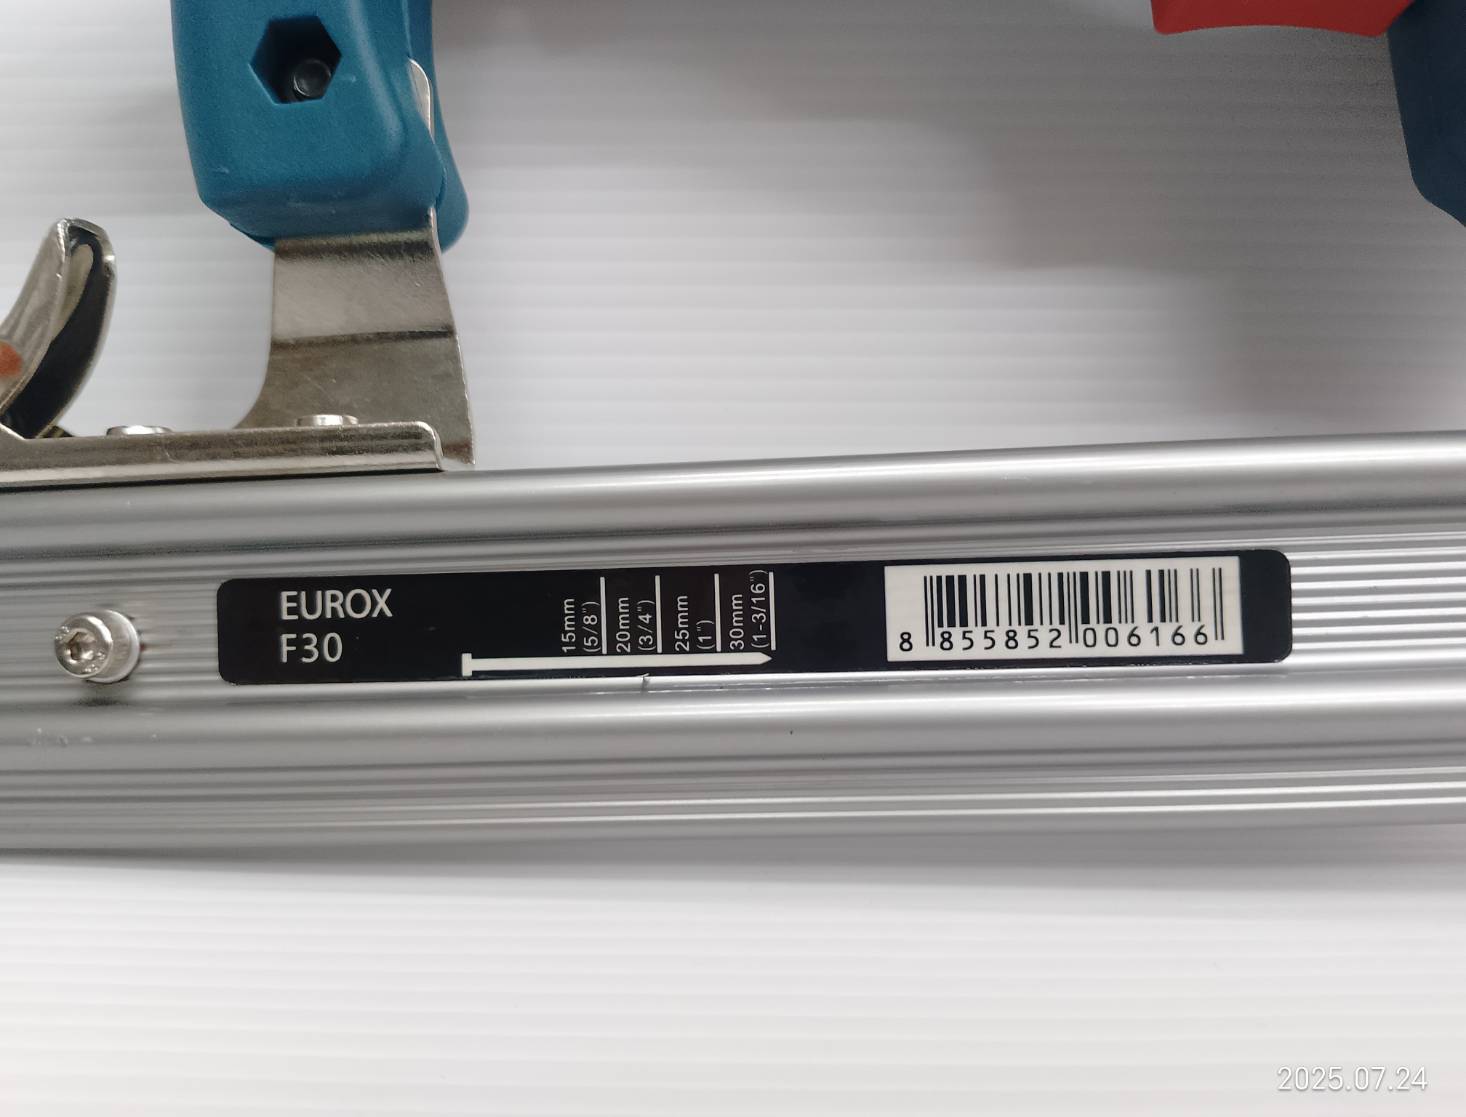 EUROX
F30
15mm
(5/8")
20mm
(3/4")
25mm
(1")
30mm
(1-3/16")
8 855852 006166
2025.07.24